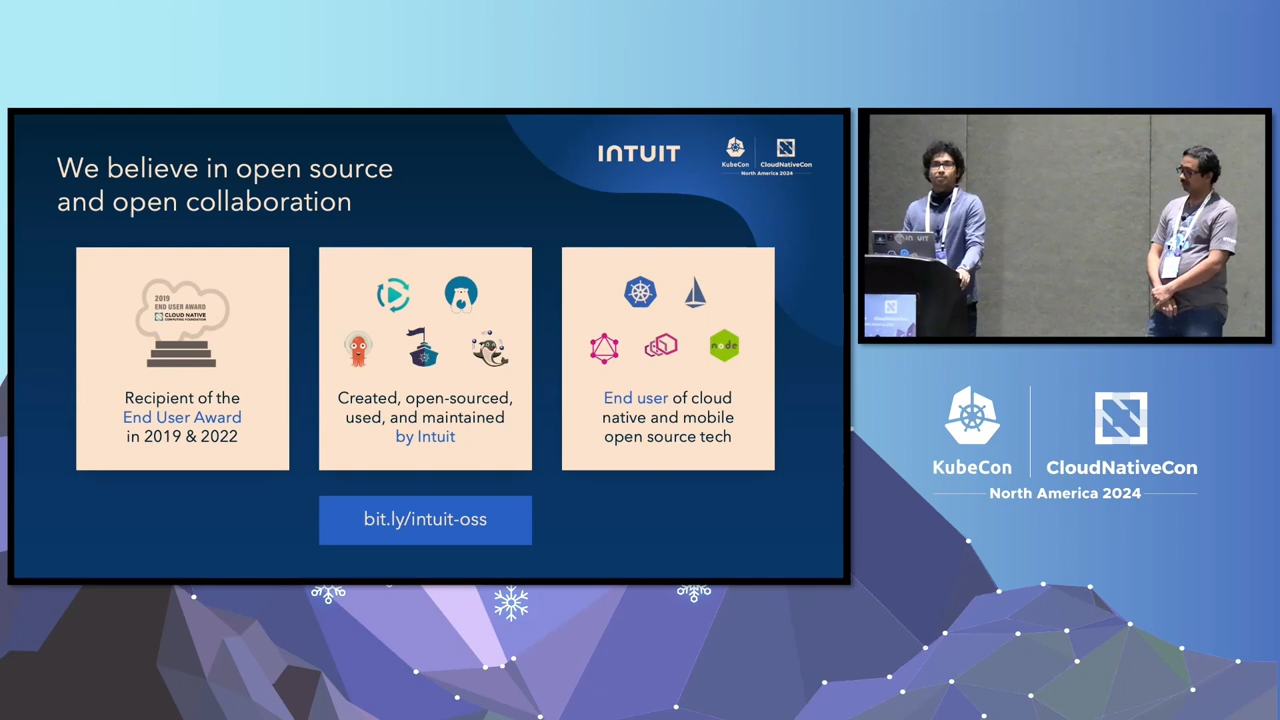 We believe in open source
and open collaboration
INTUIT
KubeCon
CloudNativeCon
North America 2024
2019
END USER AWARD
CLOUD NATIVE
COMPUTING FOUNDATION
Recipient of the
End User Award
in 2019 & 2022
Created, open-sourced,
used, and maintained
by Intuit
node
End user of cloud
native and mobile
open source tech
bit.ly/intuit-oss
INTUIT
CloudNativeCon
KubeCon
CloudNativeCon
North America 2024